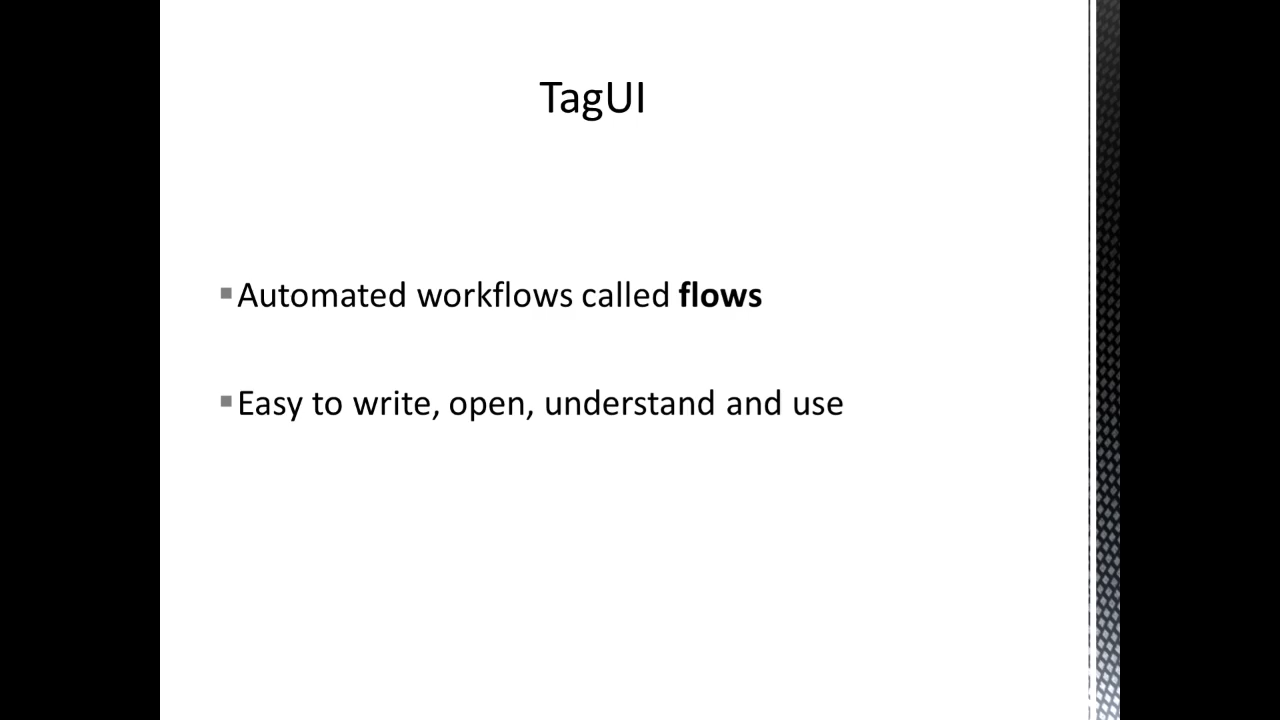 TagUI
▪Automated workflows called flows
▪Easy to write, open, understand and use